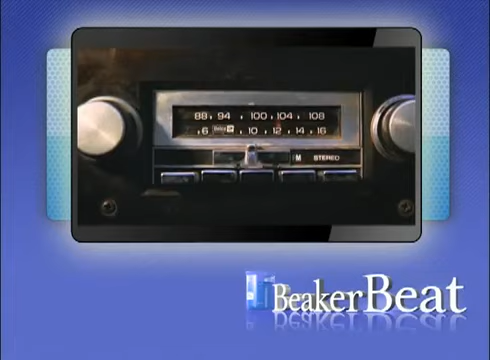 88 . 94 . 100 . 104 . 108
. 6 . 10 . 12 . 14 . 16
M STEREO
BeakerBeat